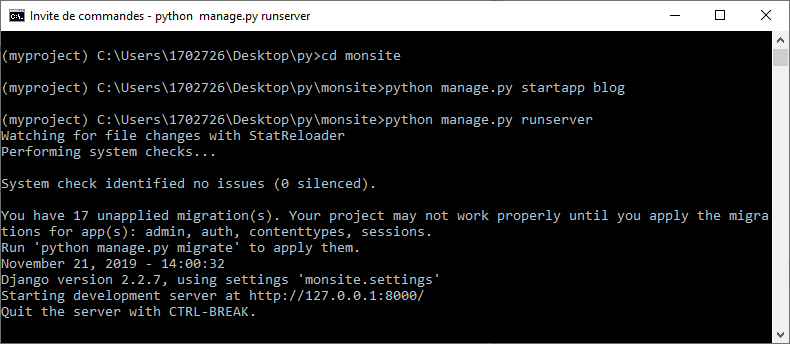 Invite de commandes - python  manage.py runserver
(myproject) C:\Users\1702726\Desktop\py>cd monsite
(myproject) C:\Users\1702726\Desktop\py\monsite>python manage.py startapp blog
(myproject) C:\Users\1702726\Desktop\py\monsite>python manage.py runserver
Watching for file changes with StatReloader
Performing system checks...
System check identified no issues (0 silenced).
You have 17 unapplied migration(s). Your project may not work properly until you apply the migra
tions for app(s): admin, auth, contenttypes, sessions.
Run 'python manage.py migrate' to apply them.
November 21, 2019 - 14:00:32
Django version 2.2.7, using settings 'monsite.settings'
Starting development server at http://127.0.0.1:8000/
Quit the server with CTRL-BREAK.